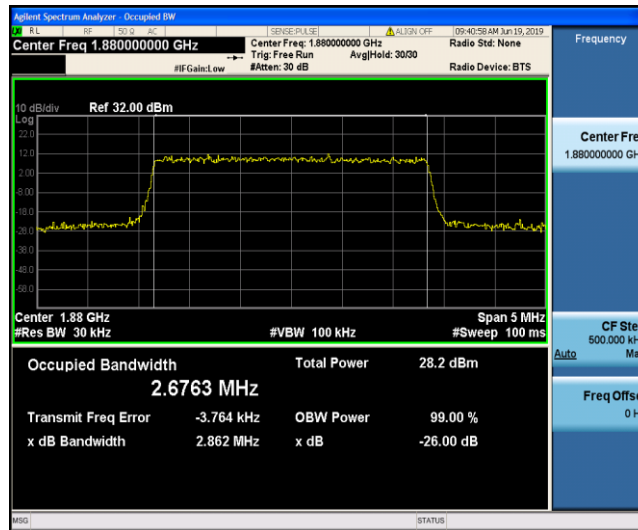 Agilent Spectrum Analyzer - Occupied BW
RL RF 50 Ω AC SENSE:PULSE ALIGN OFF 09:40:58 AM Jun 19, 2019
Center Freq 1.880000000 GHz Center Freq: 1.880000000 GHz Radio Std: None
Trig: Free Run Avg|Hold: 30/30
#IFGain:Low #Atten: 30 dB Radio Device: BTS
10 dB/div Ref 32.00 dBm
Log
22.0
12.0
2.00
-8.00
-18.0
-28.0
-38.0
-48.0
-58.0
Center 1.88 GHz Span 5 MHz
#Res BW 30 kHz #VBW 100 kHz #Sweep 100 ms
Occupied Bandwidth Total Power 28.2 dBm
2.6763 MHz
Transmit Freq Error -3.764 kHz OBW Power 99.00 %
x dB Bandwidth 2.862 MHz x dB -26.00 dB
MSG STATUS
Frequency
Center Fre
1.880000000 GH
CF Ste
500.000 kH
Auto Ma
Freq Offse
0 H